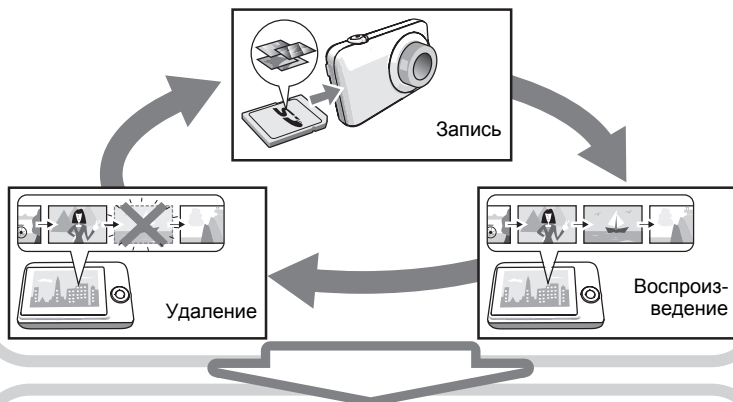 Запись
Удаление
Воспроиз-
ведение